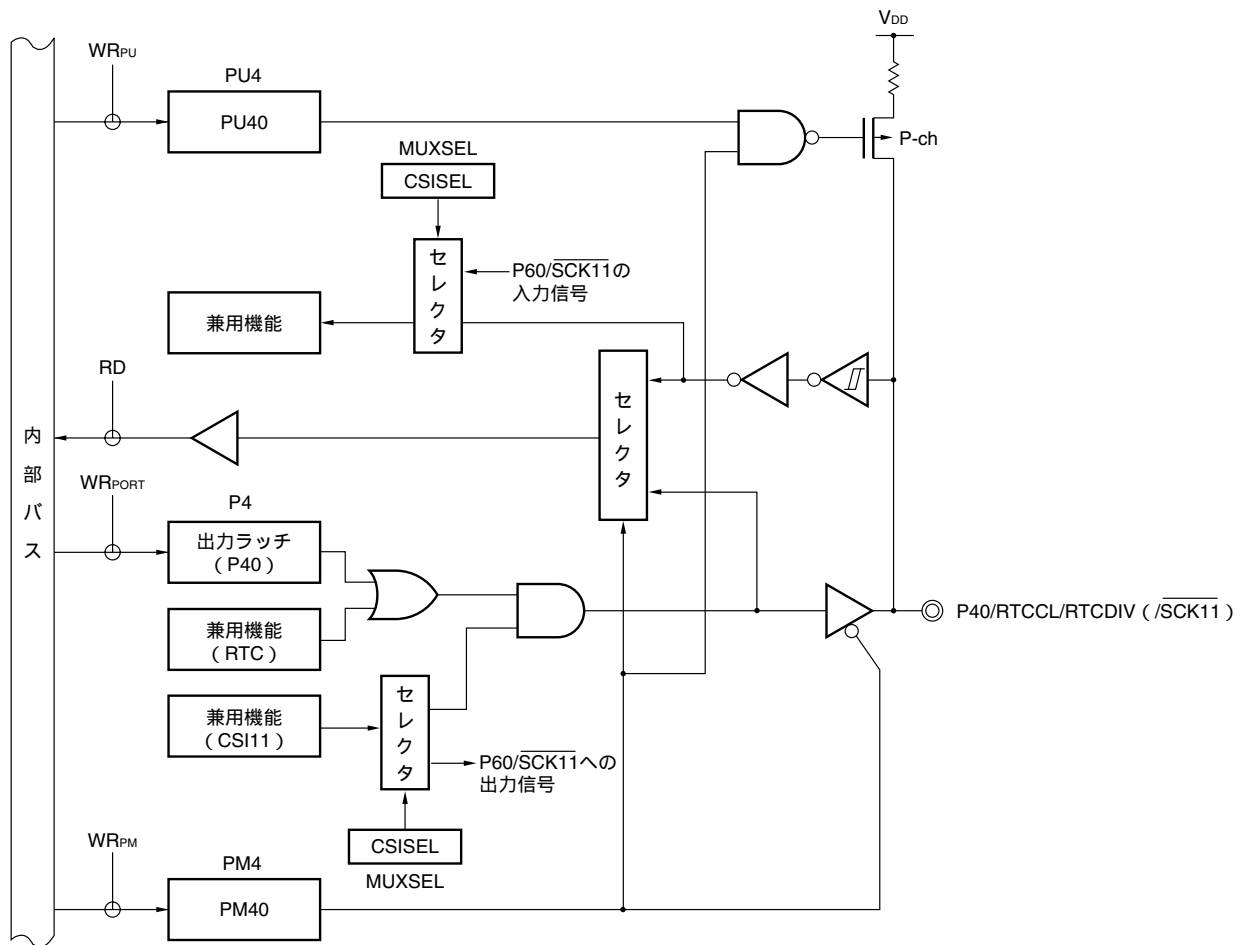 VDD
WRPU
PU4
PU40
P-ch
MUXSEL
CSISEL
セレクタ
P60/SCK11の
入力信号
兼用機能
RD
セレクタ
内部バス
WRPORT
P4
出力ラッチ
(P40)
兼用機能
(RTC)
P40/RTCCL/RTCDIV(/SCK11)
兼用機能
(CSI11)
セレクタ
P60/SCK11への
出力信号
CSISEL
MUXSEL
WRPM
PM4
PM40